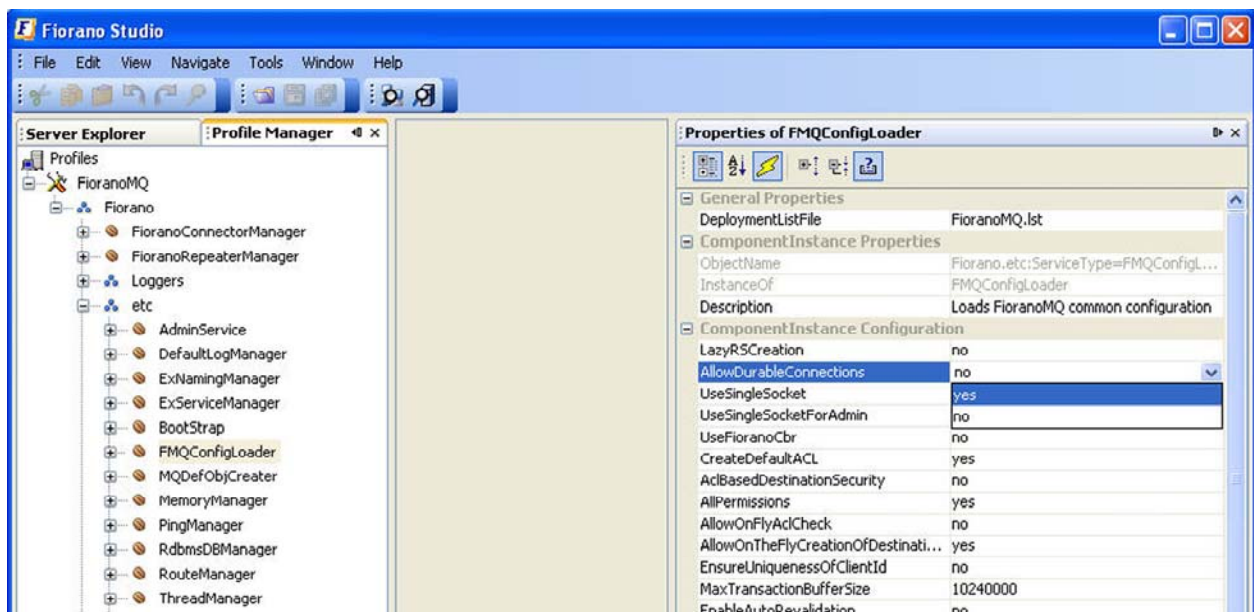 Fiorano Studio
File Edit View Navigate Tools Window Help
Server Explorer Profile Manager
Profiles
FioranoMQ
Fiorano
FioranoConnectorManager
FioranoRepeaterManager
Loggers
etc
AdminService
DefaultLogManager
ExNamingManager
ExServiceManager
BootStrap
FMQConfigLoader
MQDefObjCreater
MemoryManager
PingManager
RdbmsDBManager
RouteManager
ThreadManager
Properties of FMQConfigLoader
General Properties
DeploymentListFile FioranoMQ.lst
ComponentInstance Properties
ObjectName Fiorano.etc:ServiceType=FMQConfigL...
InstanceOf FMQConfigLoader
Description Loads FioranoMQ common configuration
ComponentInstance Configuration
LazyRSCreation no
AllowDurableConnections no
UseSingleSocket yes
UseSingleSocketForAdmin no
UseFioranoCbr no
CreateDefaultACL yes
AclBasedDestinationSecurity no
AllPermissions yes
AllowOnFlyAclCheck no
AllowOnTheFlyCreationOfDestinati... yes
EnsureUniquenessOfClientId no
MaxTransactionBufferSize 10240000
EnableAutoRevalidation no